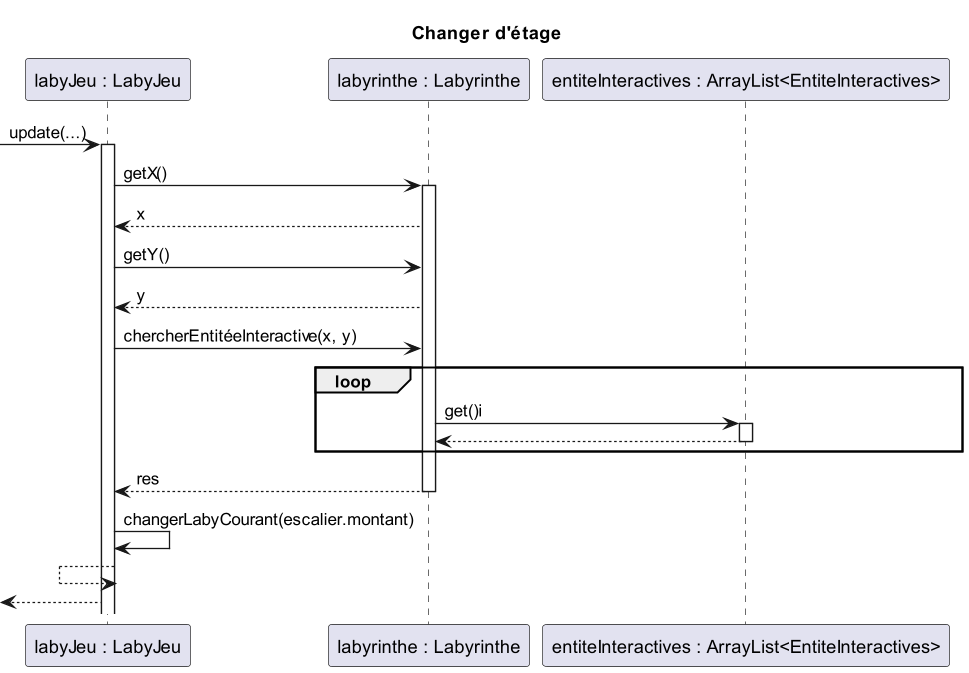 Changer d'étage
labyJeu : LabyJeu
labyrinthe : Labyrinthe
entiteInteractives : ArrayList<EntiteInteractives>
update(...)
getX()
x
getY()
y
chercherEntitéeInteractive(x, y)
loop
get()i
res
changerLabyCourant(escalier.montant)
labyJeu : LabyJeu
labyrinthe : Labyrinthe
entiteInteractives : ArrayList<EntiteInteractives>